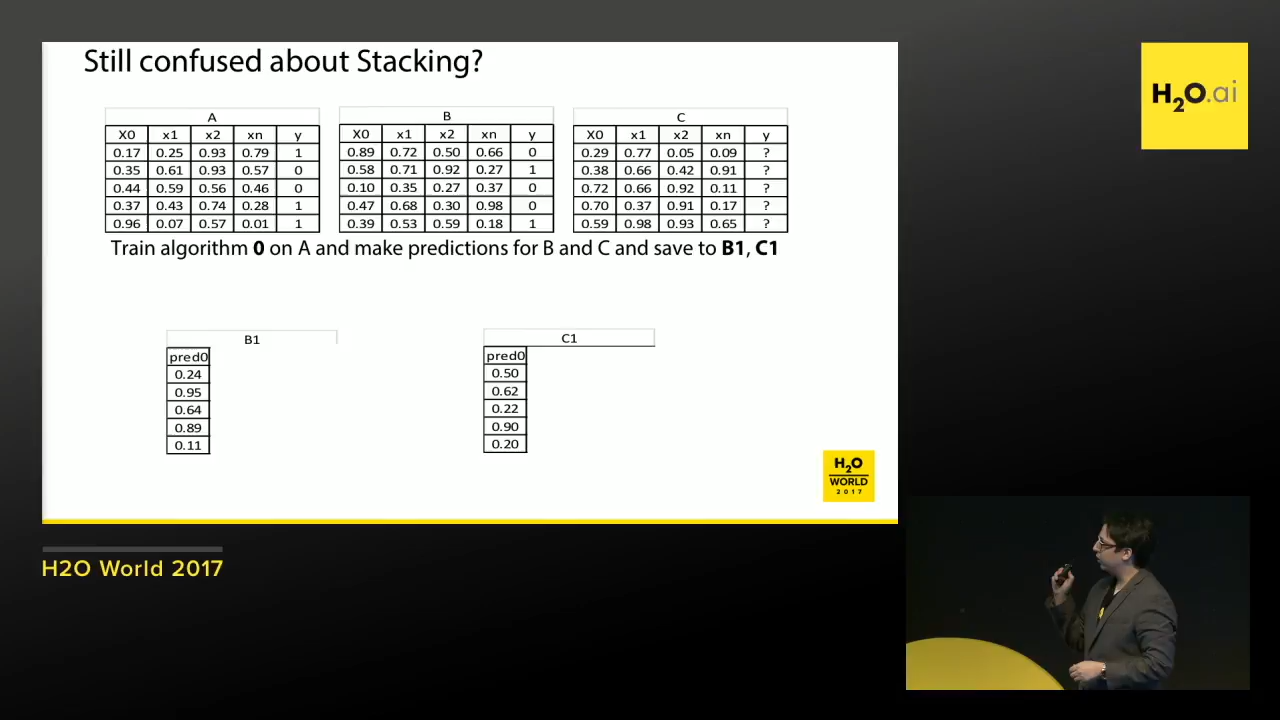 Still confused about Stacking?
H2O.ai
A
X0 x1 x2 xn y
0.17 0.25 0.93 0.79 1
0.35 0.61 0.93 0.57 0
0.44 0.59 0.56 0.46 0
0.37 0.43 0.74 0.28 1
0.96 0.07 0.57 0.01 1
B
X0 x1 x2 xn y
0.89 0.72 0.50 0.66 0
0.58 0.71 0.92 0.27 1
0.10 0.35 0.27 0.37 0
0.47 0.68 0.30 0.98 0
0.39 0.53 0.59 0.18 1
C
X0 x1 x2 xn y
0.29 0.77 0.05 0.09 ?
0.38 0.66 0.42 0.91 ?
0.72 0.66 0.92 0.11 ?
0.70 0.37 0.91 0.17 ?
0.59 0.98 0.93 0.65 ?
Train algorithm 0 on A and make predictions for B and C and save to B1, C1
B1
pred0
0.24
0.95
0.64
0.89
0.11
C1
pred0
0.50
0.62
0.22
0.90
0.20
H2O
WORLD
2017
H2O World 2017